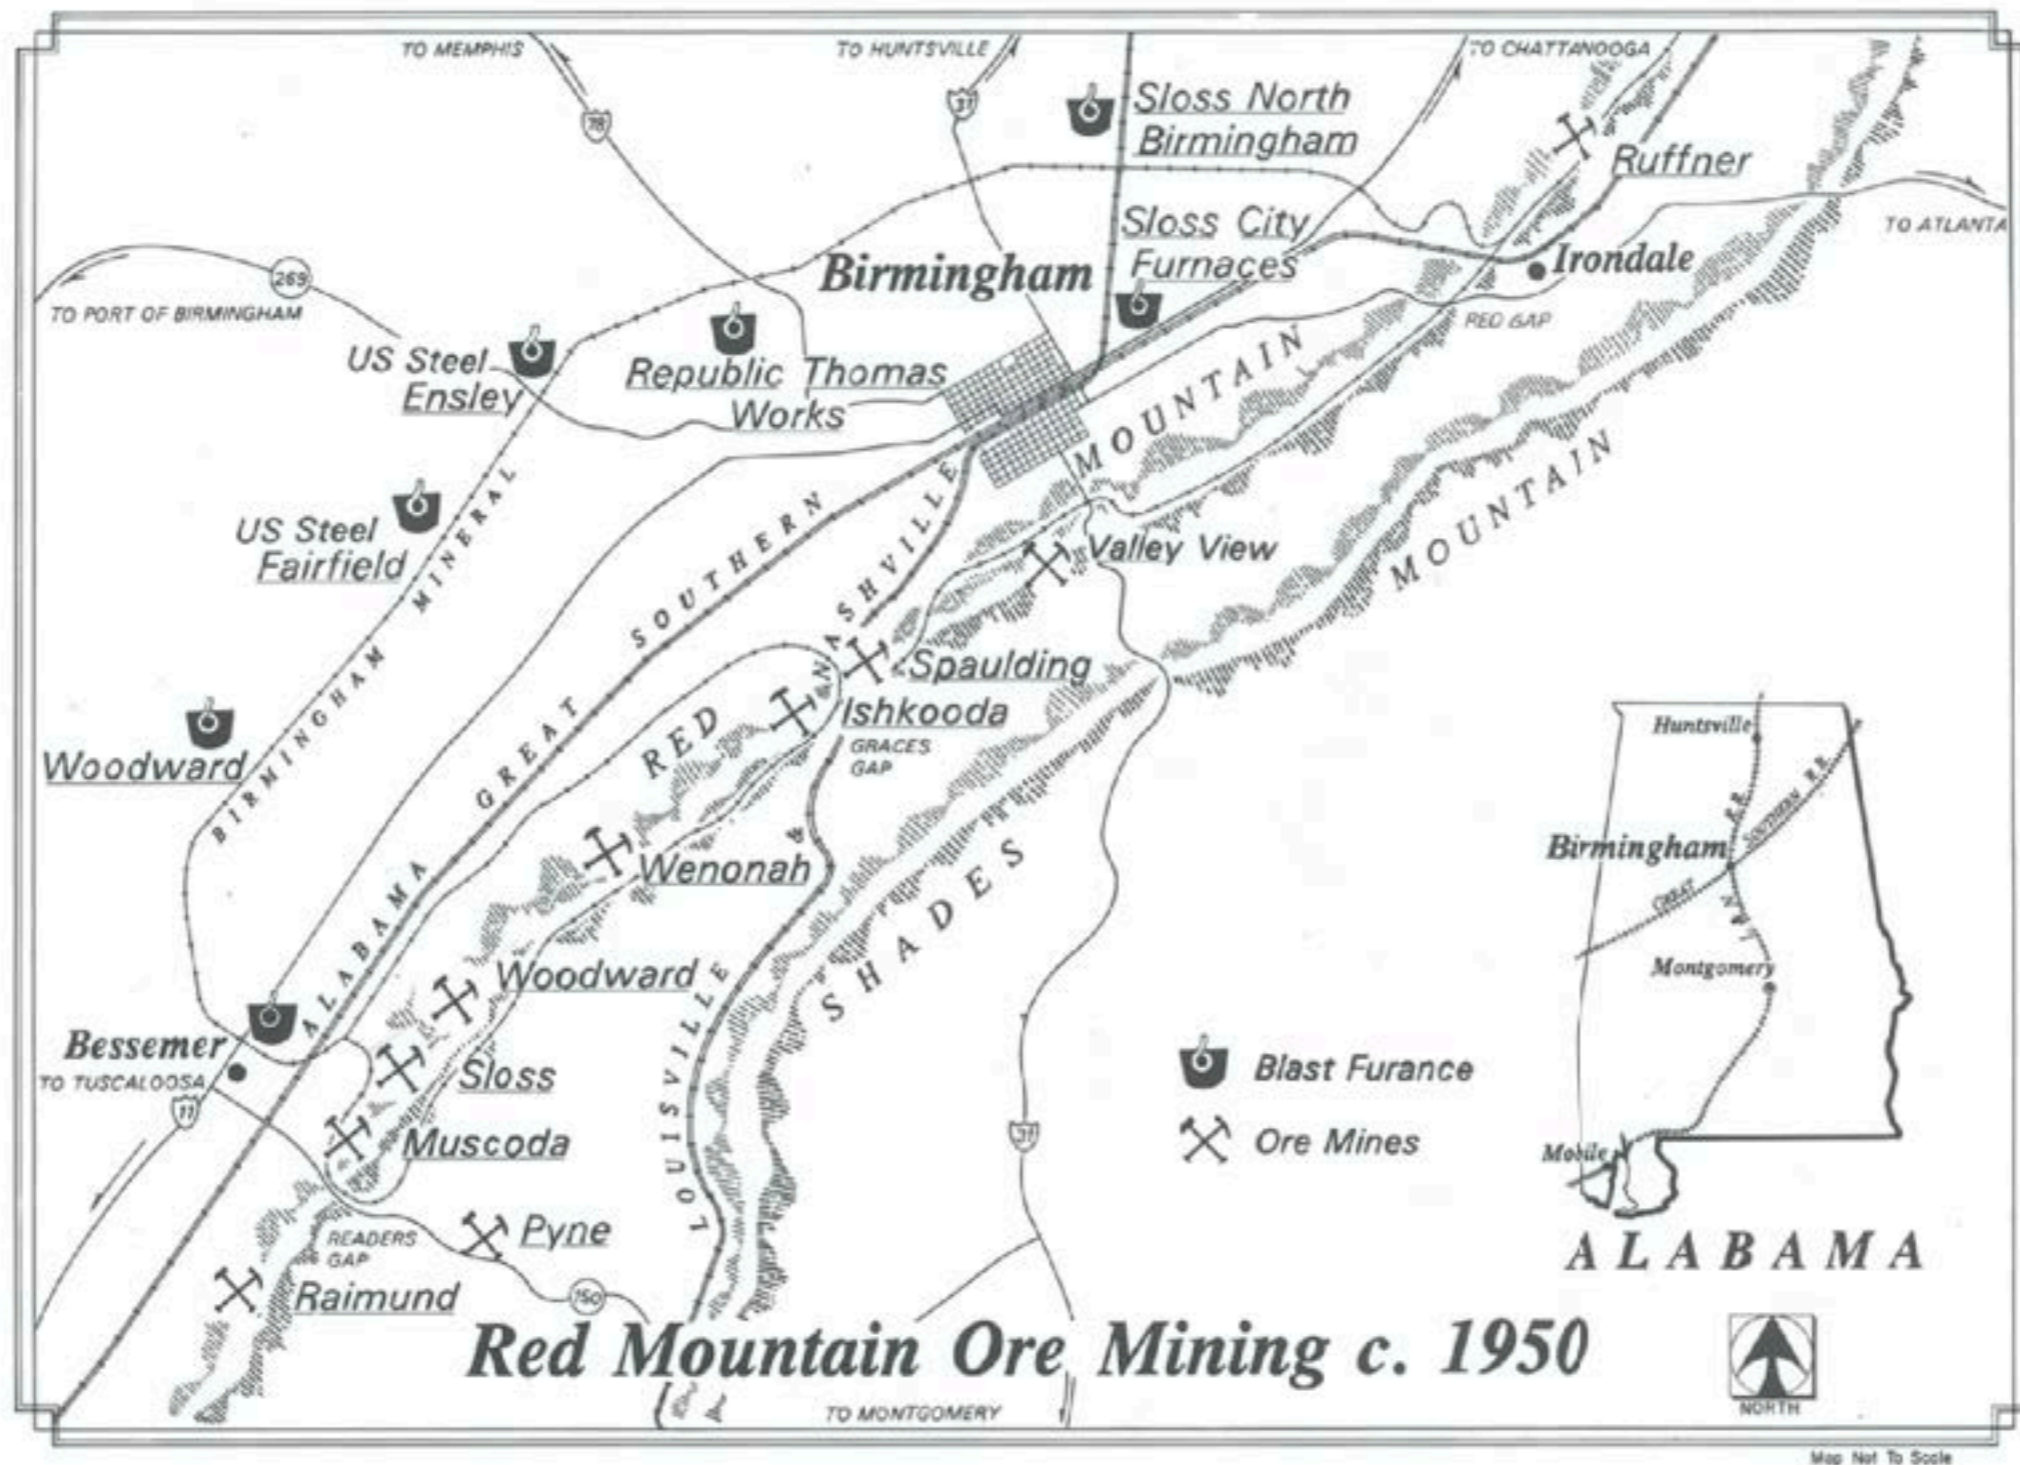 TO MEMPHIS
TO HUNTSVILLE
TO CHATTANOOGA
78
31
Sloss North
Birmingham
Ruffner
TO ATLANTA
Sloss City
Furnaces
Birmingham
Irondale
RED GAP
269
TO PORT OF BIRMINGHAM
US Steel
Ensley
Republic Thomas
Works
MOUNTAIN
MOUNTAIN
US Steel
Fairfield
BIRMINGHAM MINERAL
ALABAMA GREAT SOUTHERN
LOUISVILLE & NASHVILLE
Valley View
Spaulding
Ishkooda
GRACES
GAP
RED
Woodward
Wenonah
SHADES
Woodward
Bessemer
TO TUSCALOOSA
11
Sloss
Muscoda
31
READERS
GAP
Pyne
Raimund
150
Blast Furance
Ore Mines
Huntsville
R.R.
SOUTHERN R.R.
Birmingham
GREAT
L & N
Montgomery
Mobile
ALABAMA
Red Mountain Ore Mining c. 1950
TO MONTGOMERY
NORTH
Map Not To Scale